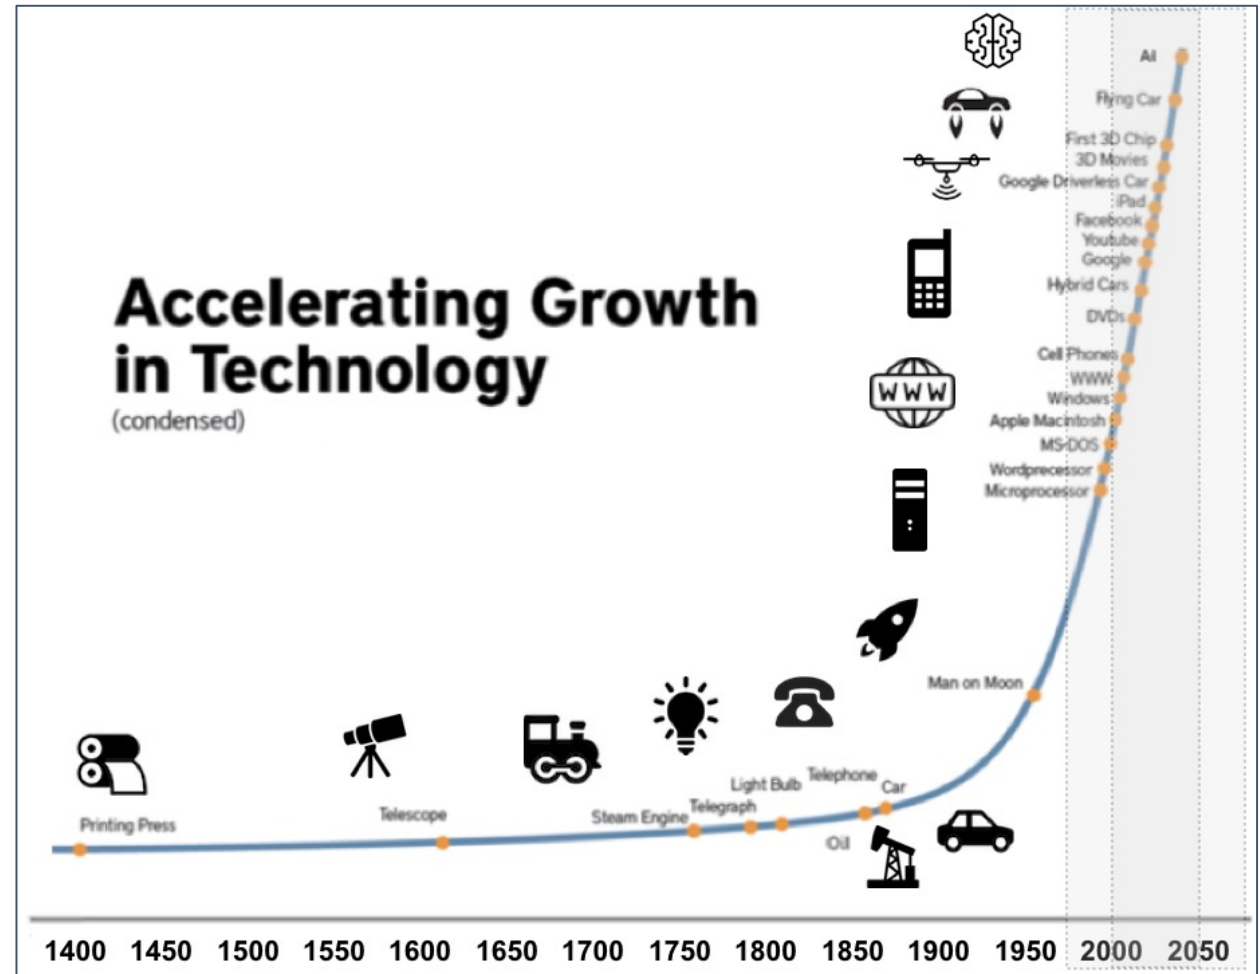 AI
Flying Car
First 3D Chip
3D Movies
Google Driverless Car
iPad
Facebook
Youtube
Google
Hybrid Cars
DVDs
Accelerating Growth
in Technology
(condensed)
Cell Phones
WWW
Windows
WWW
Apple Macintosh
MS-DOS
Wordprecessor
Microprocessor
Man on Moon
Light Bulb
Telephone
Car
Printing Press
Telescope
Steam Engine
Telegraph
Oil
1400 1450 1500 1550 1600 1650 1700 1750 1800 1850 1900 1950 2000 2050